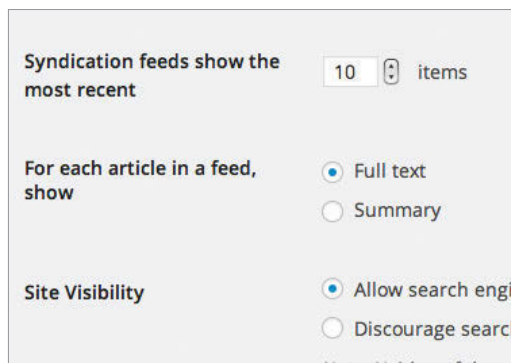 Syndication feeds show the
most recent
10 items
For each article in a feed,
show
Full text
Summary
Site Visibility
Allow search
Discourage